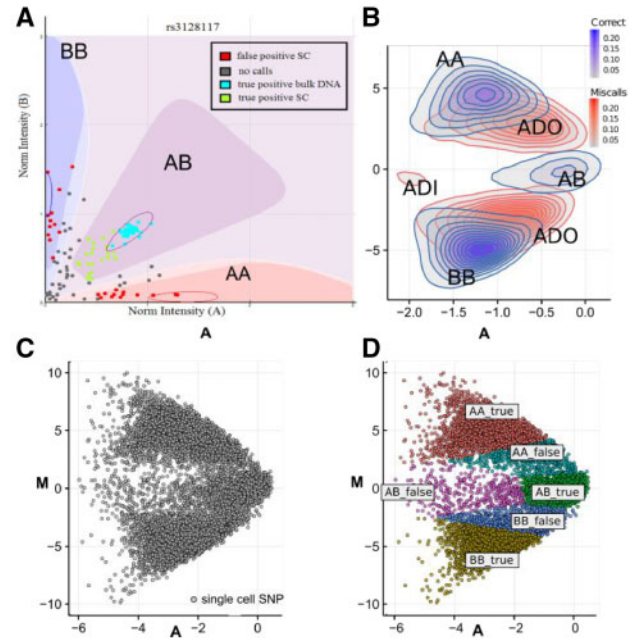 A
rs3128117
BB
false positive SC
no calls
true positive bulk DNA
true positive SC
AB
AA
Norm Intensity (B)
Norm Intensity (A)
B
AA
ADO
AB
ADI
ADO
BB
5
0
-5
-2.0 -1.5 -1.0 -0.5 0.0
A
Correct
0.20
0.15
0.10
0.05
Miscalls
0.20
0.15
0.10
0.05
A
C
10
5
M 0
-5
-10
single cell SNP
-6 -4 -2 0
A
D
10
5
0
-5
-10
AA_true
AA_false
AB_false
AB_true
BB_false
BB_true
-6 -4 -2 0
A